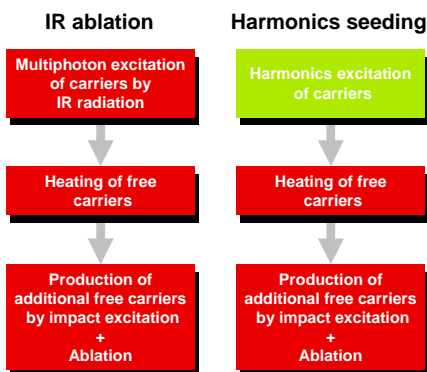 IR ablation
Multiphoton excitation
of carriers by
IR radiation
Heating of free
carriers
Production of
additional free carriers
by impact excitation
+
Ablation
Harmonics seeding
Harmonics excitation
of carriers
Heating of free
carriers
Production of
additional free carriers
by impact excitation
+
Ablation